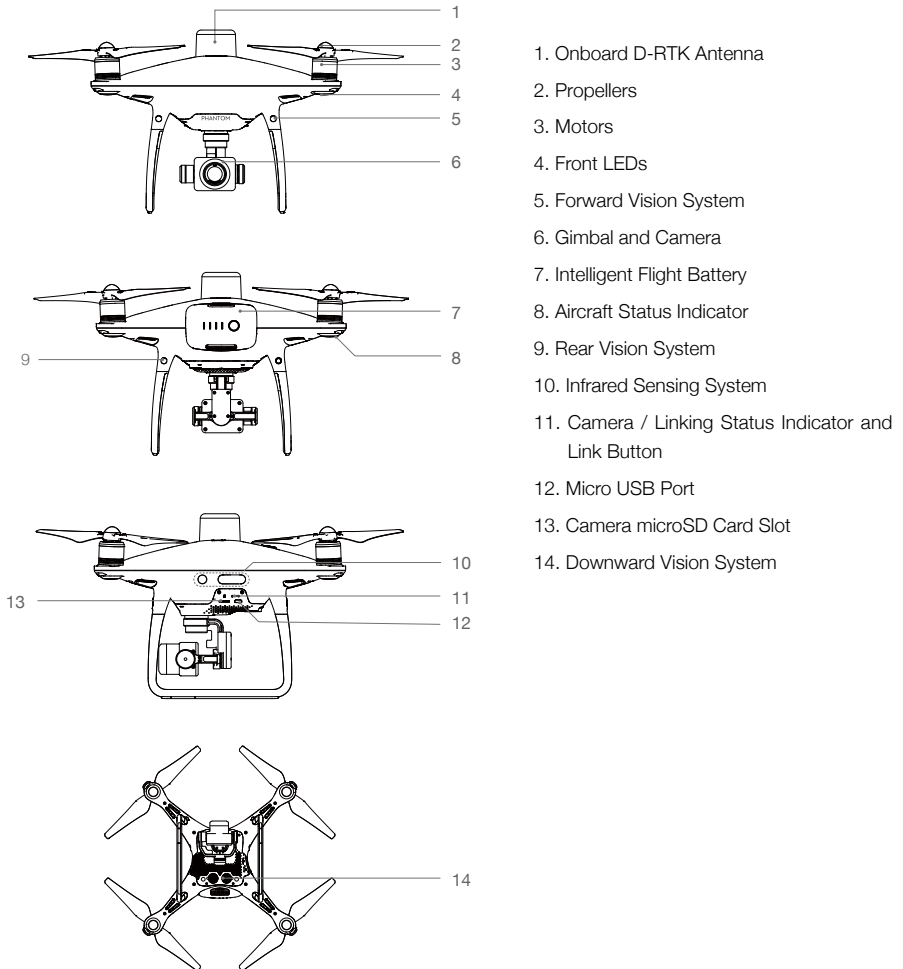 1
2
3
4
PHANTOM
5
6
7
8
9
10
11
12
13
14
1. Onboard D-RTK Antenna
2. Propellers
3. Motors
4. Front LEDs
5. Forward Vision System
6. Gimbal and Camera
7. Intelligent Flight Battery
8. Aircraft Status Indicator
9. Rear Vision System
10. Infrared Sensing System
11. Camera / Linking Status Indicator and
Link Button
12. Micro USB Port
13. Camera microSD Card Slot
14. Downward Vision System